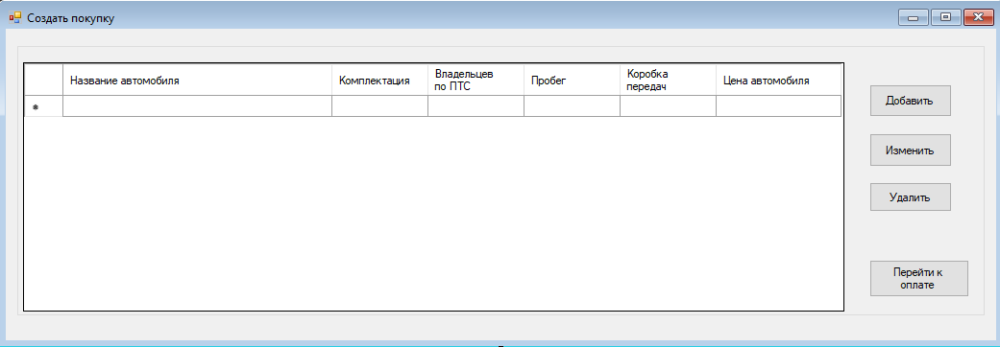 Создать покупку
Название автомобиля
Комплектация
Владельцев
по ПТС
Пробег
Коробка
передач
Цена автомобиля
Добавить
Изменить
Удалить
Перейти к
оплате